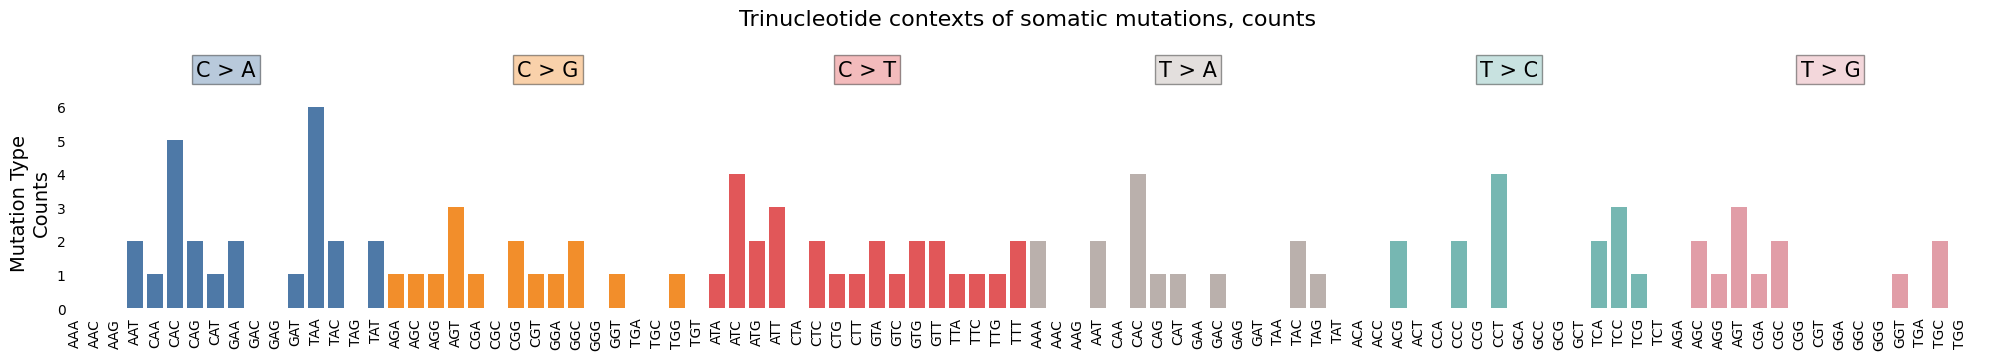 Trinucleotide contexts of somatic mutations, counts
C > A
C > G
C > T
T > A
T > C
T > G
Mutation Type
Counts
6
5
4
3
2
1
0
AAA
AAC
AAG
AAT
CAA
CAC
CAG
CAT
GAA
GAC
GAG
GAT
TAA
TAC
TAG
TAT
AGA
AGC
AGG
AGT
CGA
CGC
CGG
CGT
GGA
GGC
GGG
GGT
TGA
TGC
TGG
TGT
ATA
ATC
ATG
ATT
CTA
CTC
CTG
CTT
GTA
GTC
GTG
GTT
TTA
TTC
TTG
TTT
AAA
AAC
AAG
AAT
CAA
CAC
CAG
CAT
GAA
GAC
GAG
GAT
TAA
TAC
TAG
TAT
ACA
ACC
ACG
ACT
CCA
CCC
CCG
CCT
GCA
GCC
GCG
GCT
TCA
TCC
TCG
TCT
AGA
AGC
AGG
AGT
CGA
CGC
CGG
CGT
GGA
GGC
GGG
GGT
TGA
TGC
TGG